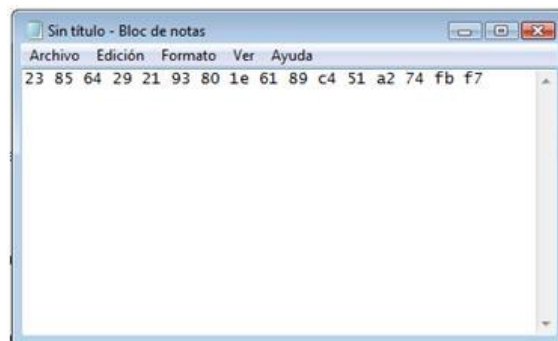 Sin título - Bloc de notas
Archivo Edición Formato Ver Ayuda
23 85 64 29 21 93 80 1e 61 89 c4 51 a2 74 fb f7